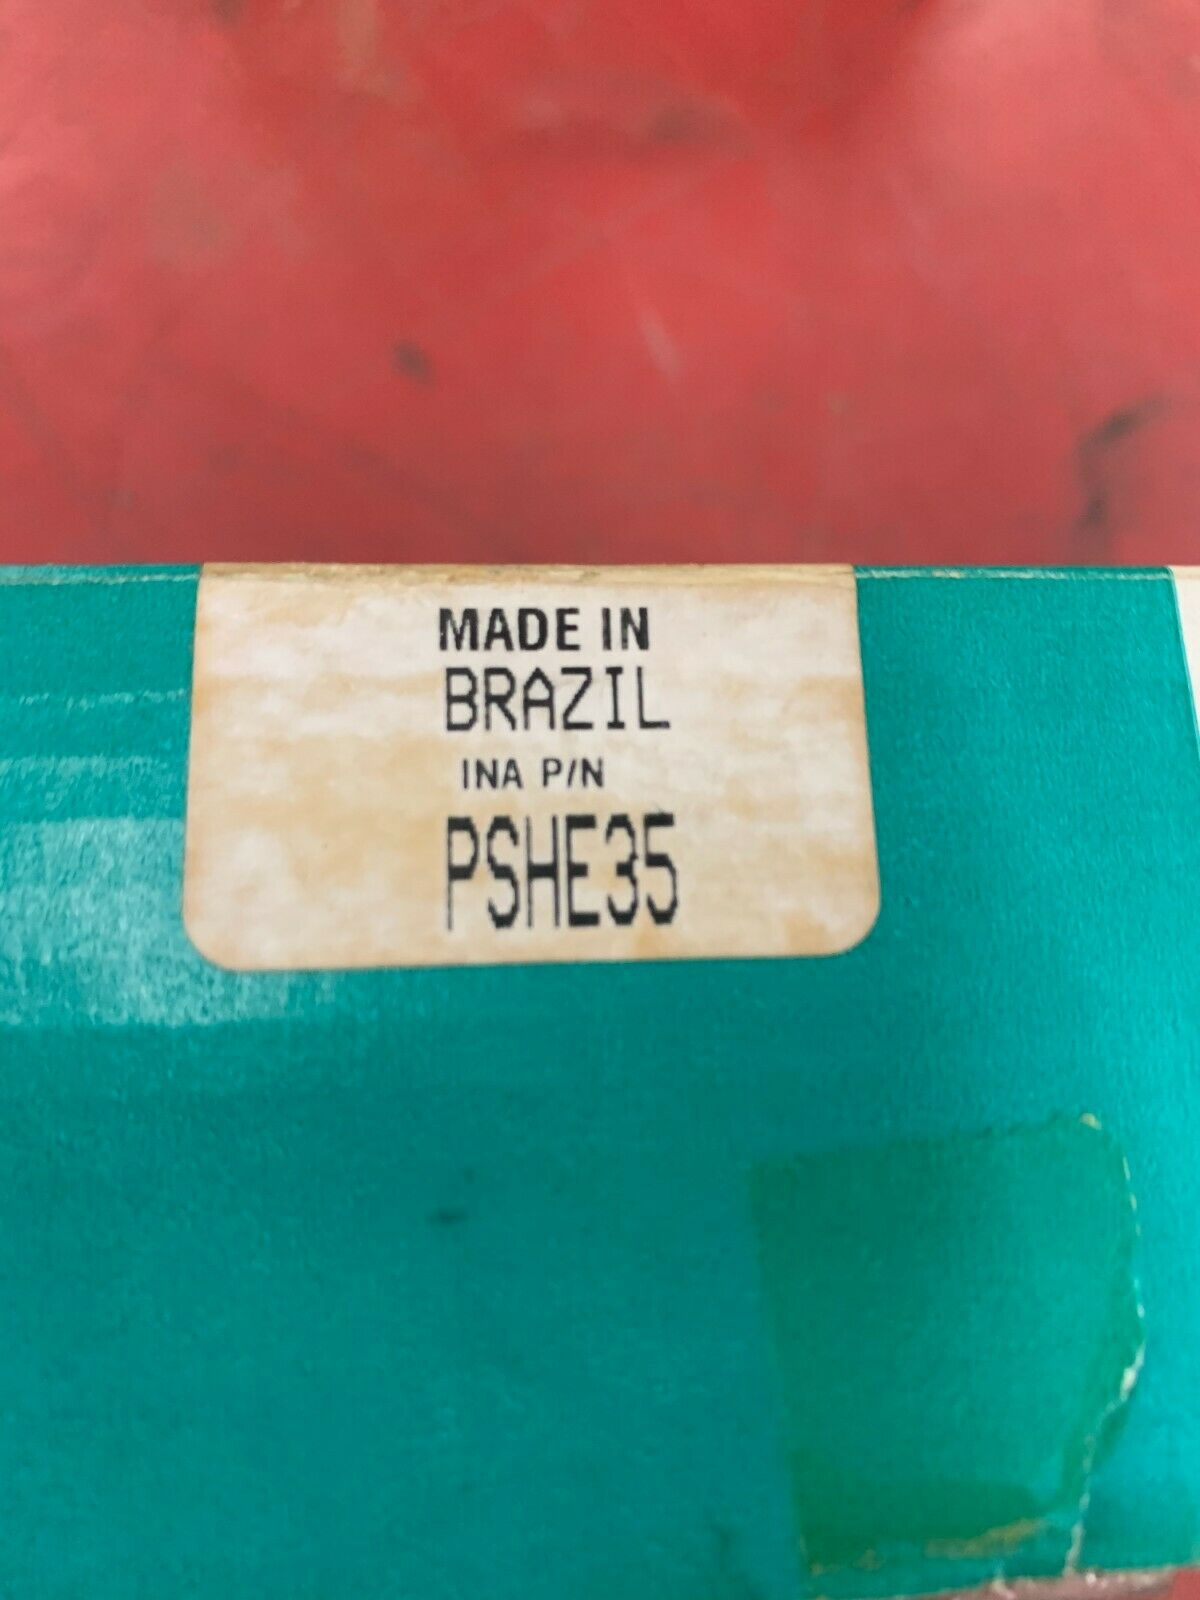 MADE IN
BRAZIL
INA P/N
PSHE35